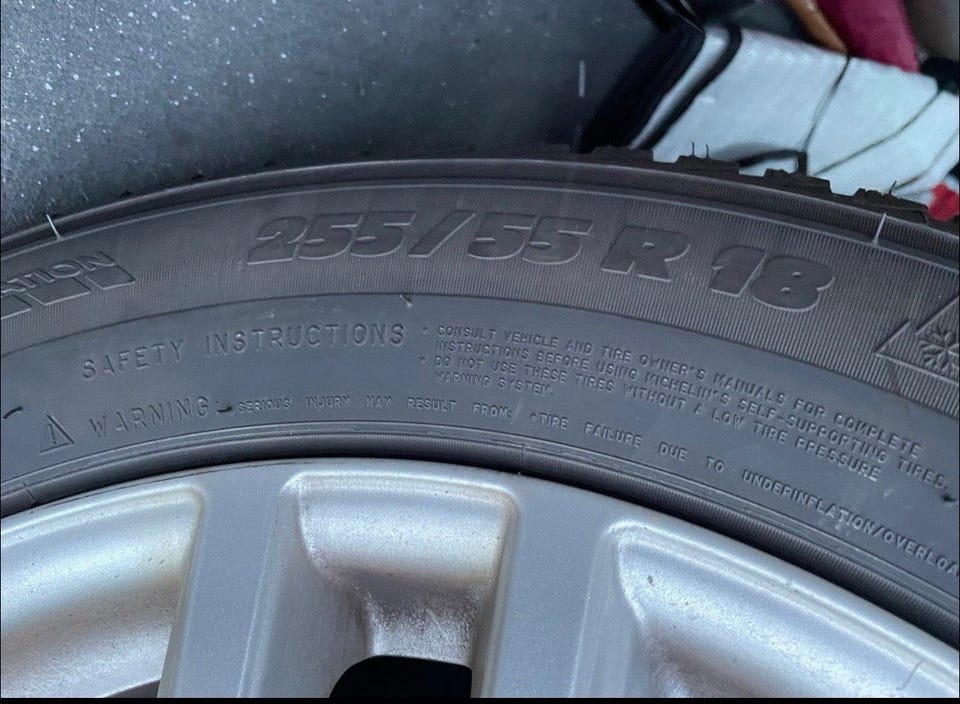 ATION
255/55 R 18
SAFETY INSTRUCTIONS
• CONSULT VEHICLE AND TIRE OWNER'S MANUALS FOR COMPLETE
INSTRUCTIONS BEFORE USING MICHELIN'S SELF-SUPPORTING TIRES.
• DO NOT USE THESE TIRES WITHOUT A LOW TIRE PRESSURE
WARNING SYSTEM.
WARNING: SERIOUS INJURY MAY RESULT FROM: •TIRE FAILURE DUE TO UNDERINFLATION/OVERLOA